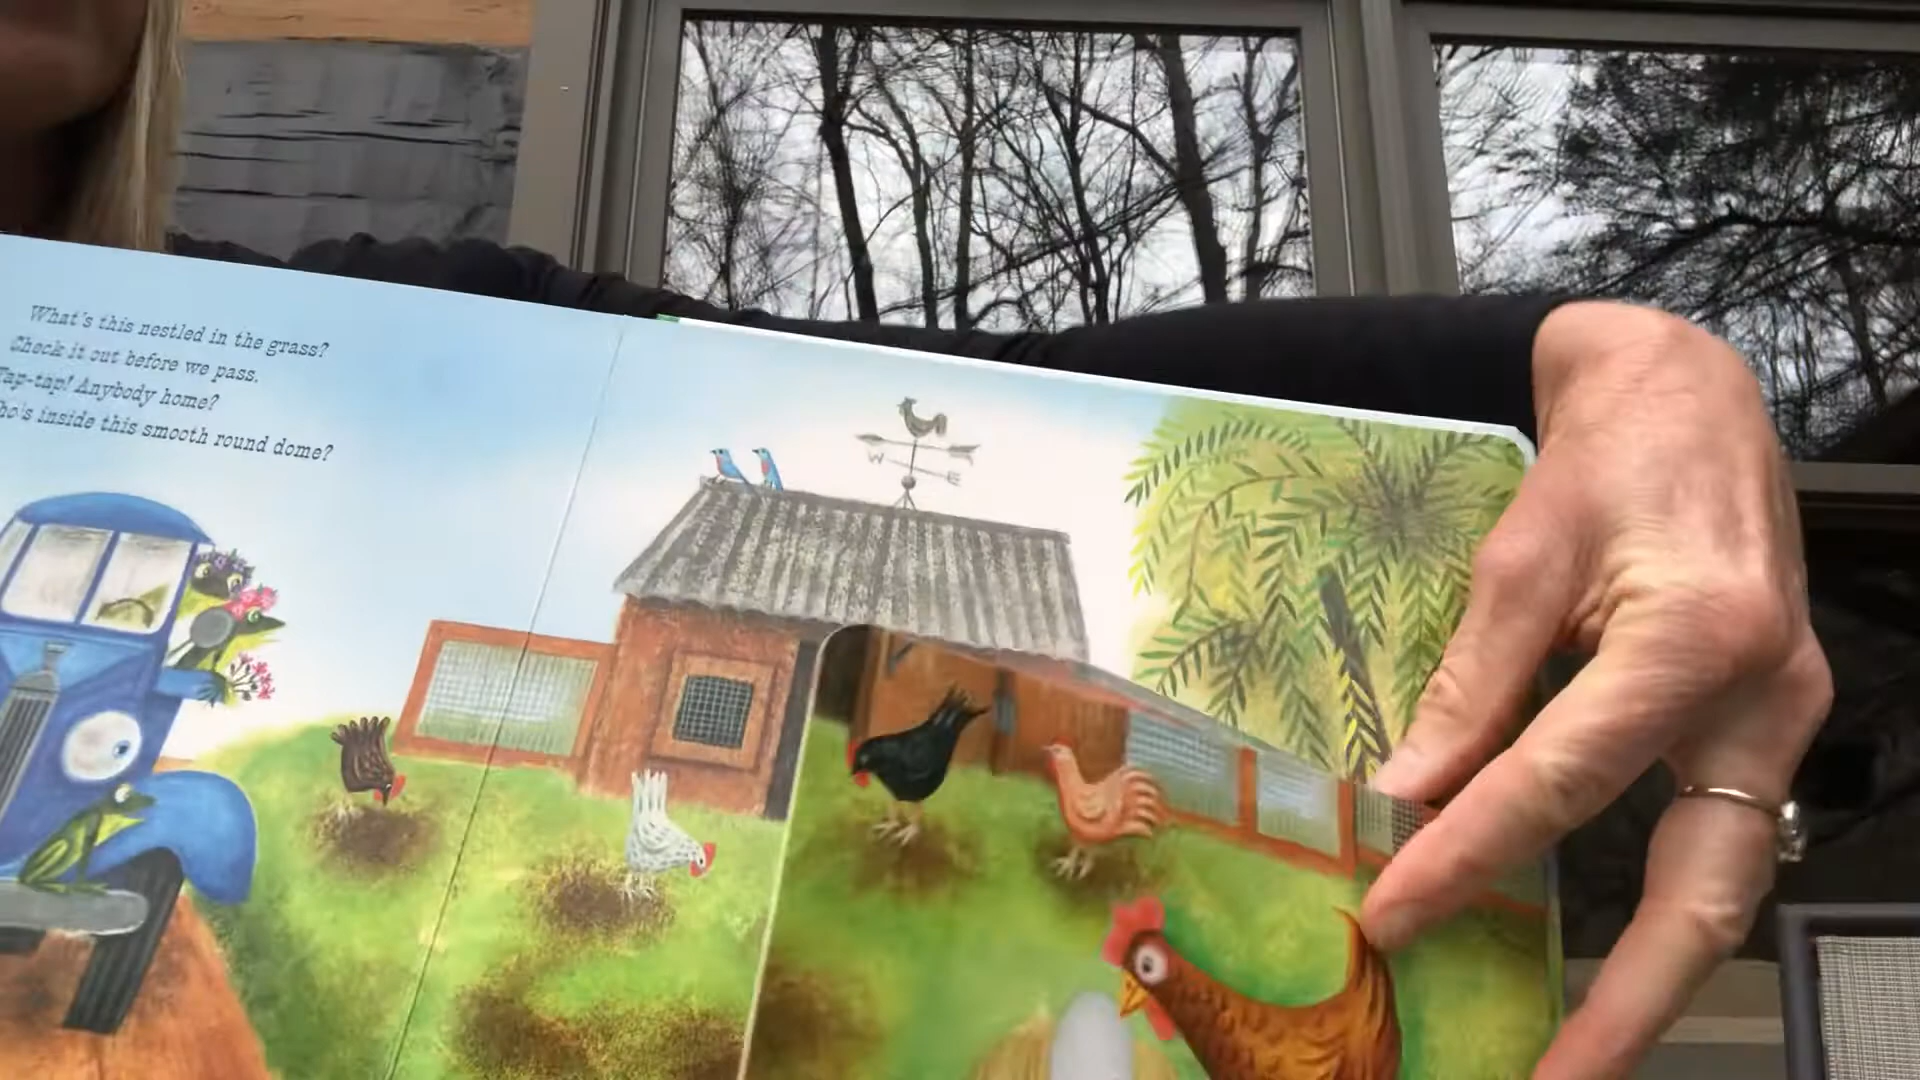 What's this nestled in the grass?
Check it out before we pass.
Tap-tap! Anybody home?
Who's inside this smooth round dome?
W
E